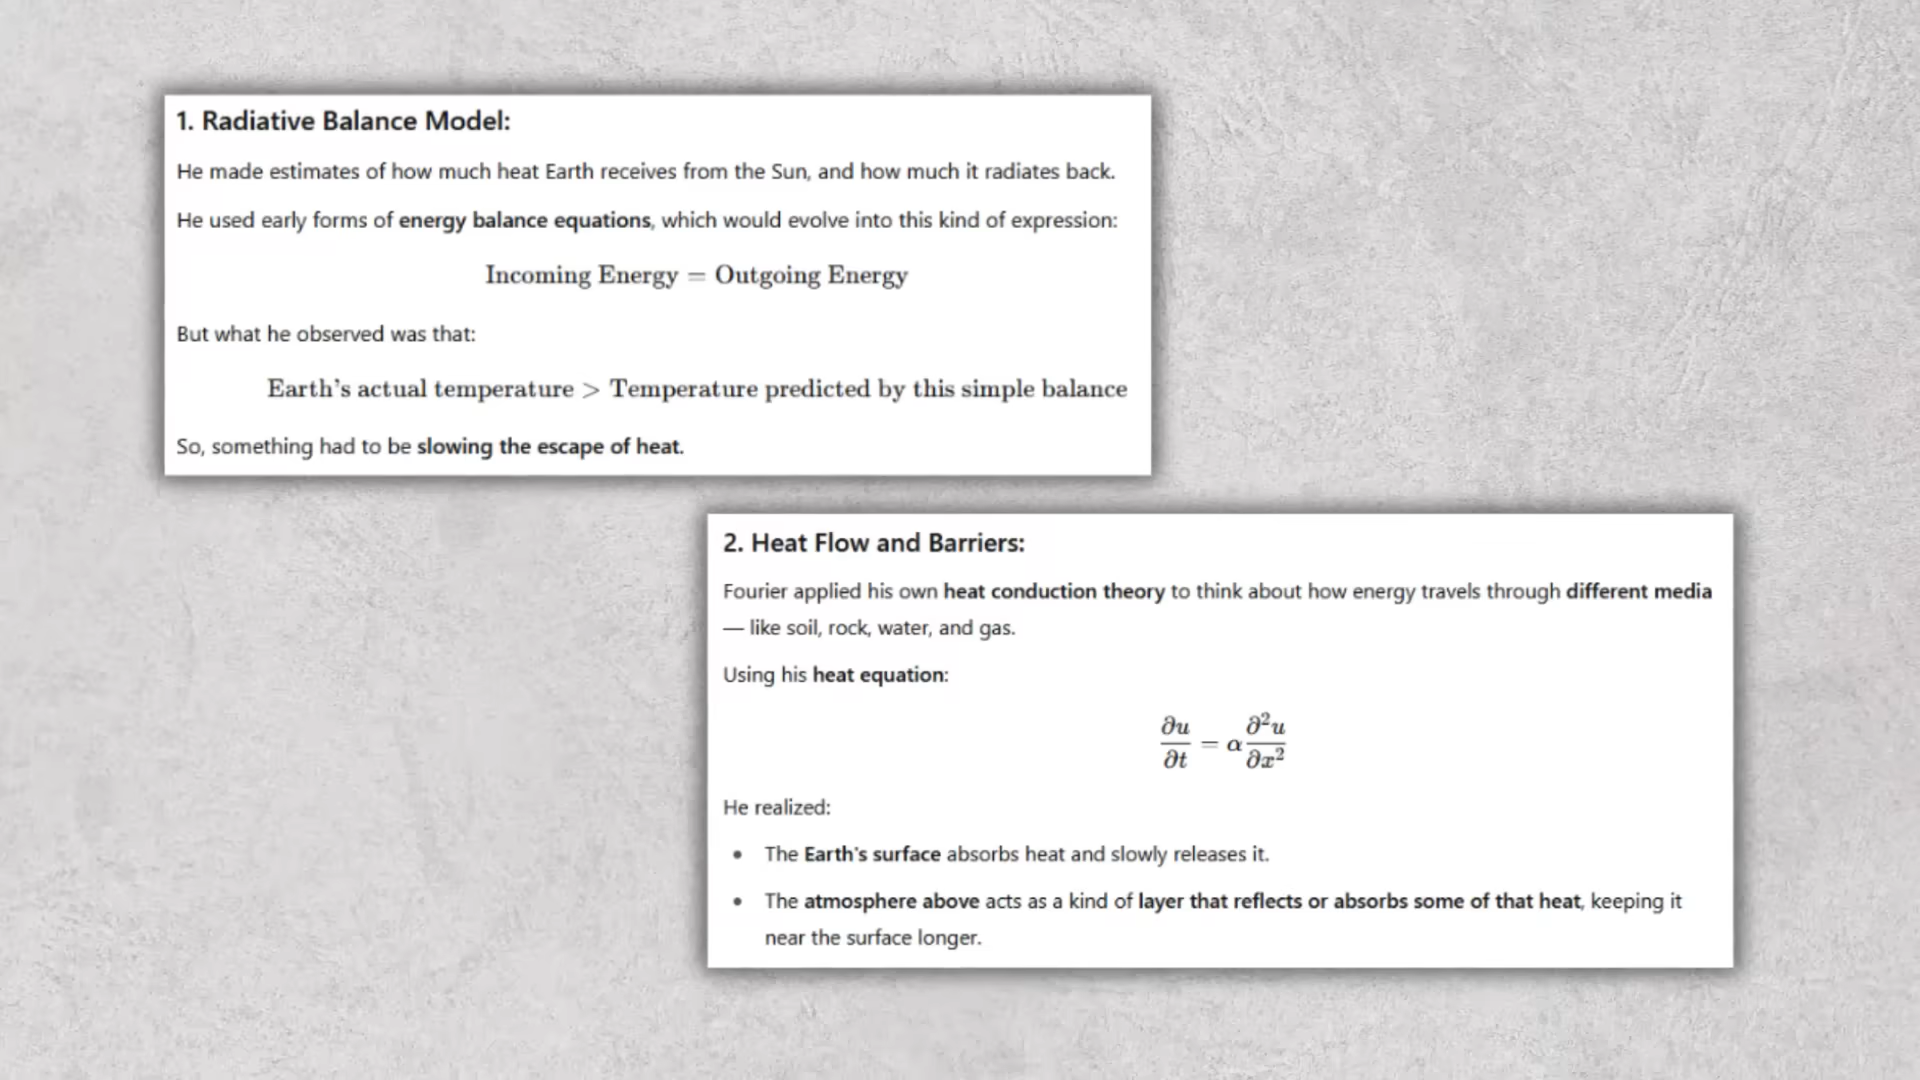 1. Radiative Balance Model:
He made estimates of how much heat Earth receives from the Sun, and how much it radiates back.
He used early forms of energy balance equations, which would evolve into this kind of expression:
Incoming Energy = Outgoing Energy
But what he observed was that:
Earth's actual temperature > Temperature predicted by this simple balance
So, something had to be slowing the escape of heat.
2. Heat Flow and Barriers:
Fourier applied his own heat conduction theory to think about how energy travels through different media
— like soil, rock, water, and gas.
Using his heat equation:
∂u/∂t = α ∂²u/∂x²
He realized:
• The Earth's surface absorbs heat and slowly releases it.
• The atmosphere above acts as a kind of layer that reflects or absorbs some of that heat, keeping it
near the surface longer.